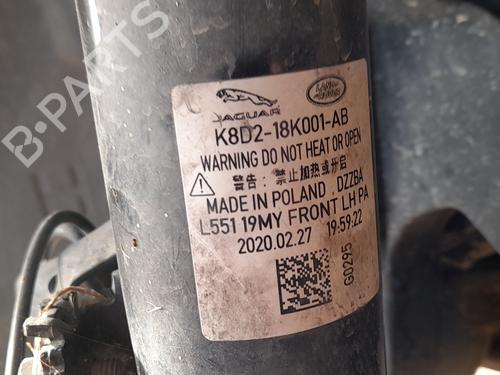 JAGUAR
LAND ROVER
K8D2-18K001-AB
WARNING DO NOT HEAT OR OPEN
警告: 禁止加热或开启
MADE IN POLAND . DZZBA
L551 19MY FRONT LH PA
2020.02.27 19:59:22
G0295
B-PARTS